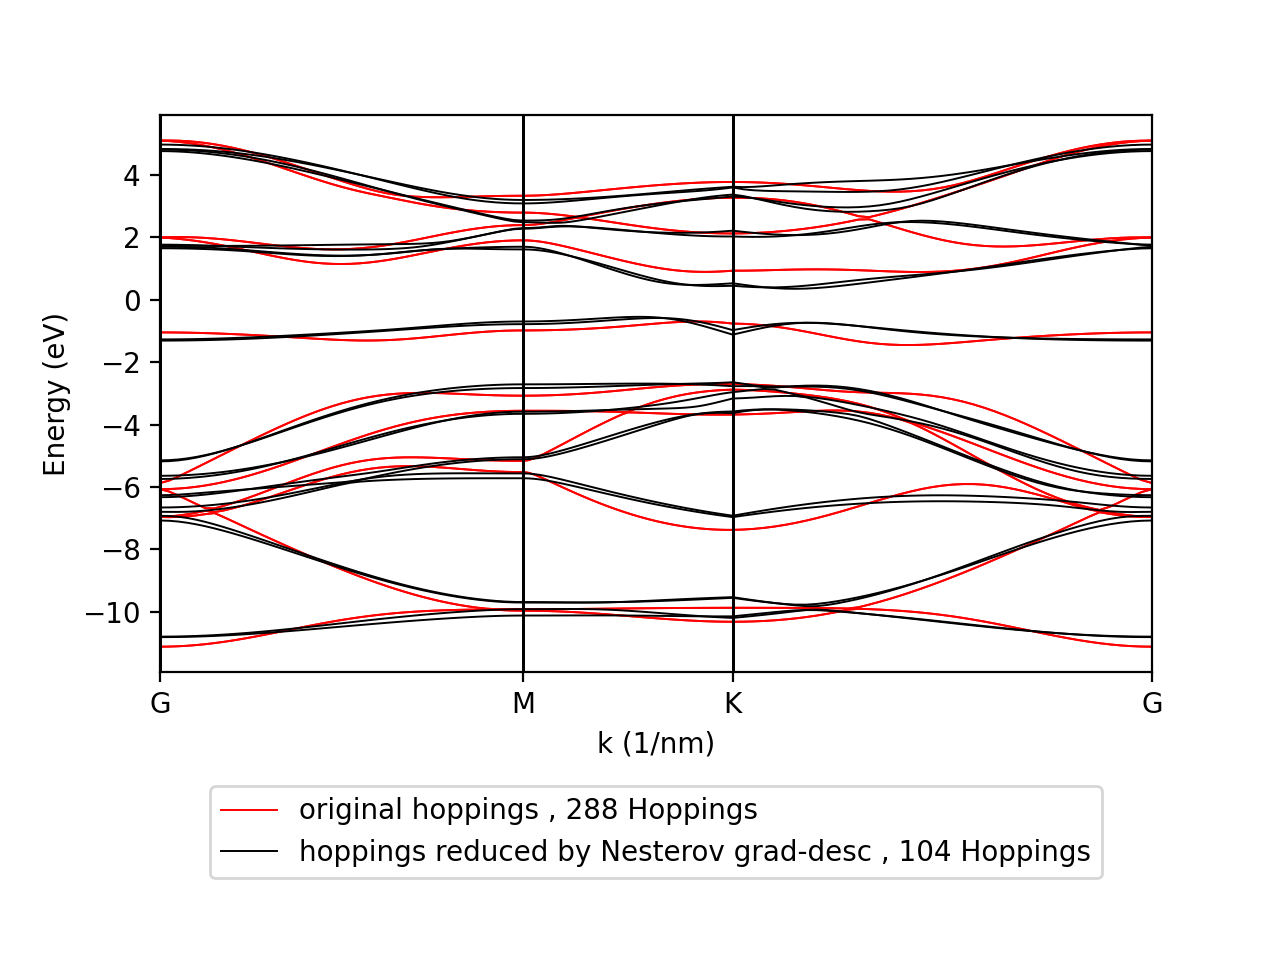 4
2
0
−2
−4
−6
−8
−10
Energy (eV)
G M K G
k (1/nm)
original hoppings , 288 Hoppings
hoppings reduced by Nesterov grad-desc , 104 Hoppings